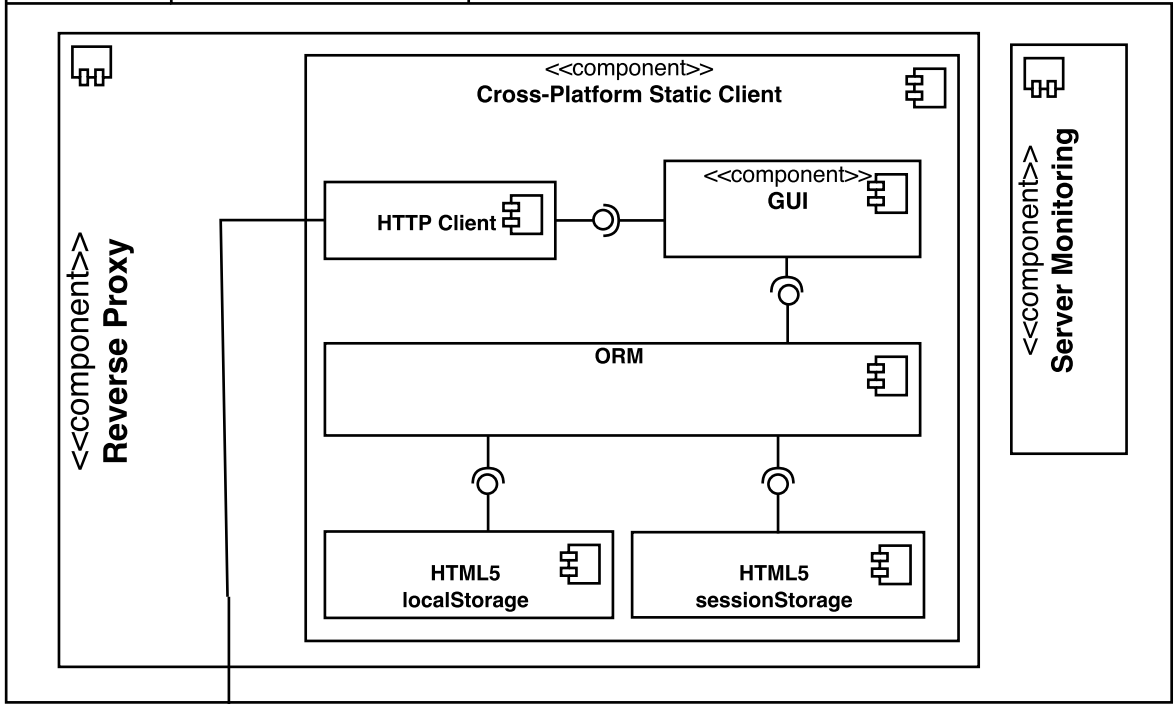 <<component>>
Cross-Platform Static Client
<<component>>
Reverse Proxy
HTTP Client
<<component>>
GUI
<<component>>
Server Monitoring
ORM
HTML5
localStorage
HTML5
sessionStorage